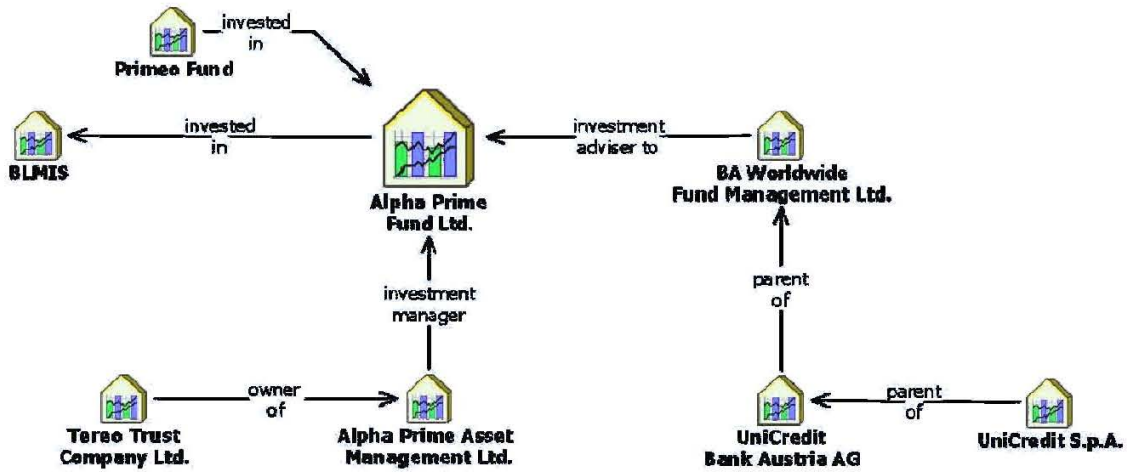 invested
in
Primeo Fund
invested
in
BLMIS
Alpha Prime
Fund Ltd.
investment
adviser to
BA Worldwide
Fund Management Ltd.
investment
manager
parent
of
owner
of
Tereo Trust
Company Ltd.
Alpha Prime Asset
Management Ltd.
UniCredit
Bank Austria AG
parent
of
UniCredit S.p.A.